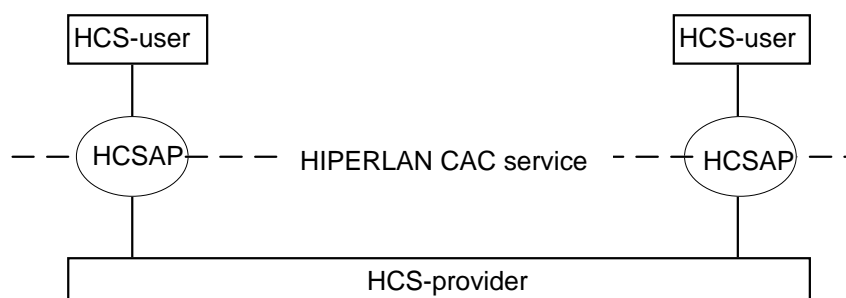 HCS-user HCS-user
HCSAP HIPERLAN CAC service HCSAP
HCS-provider